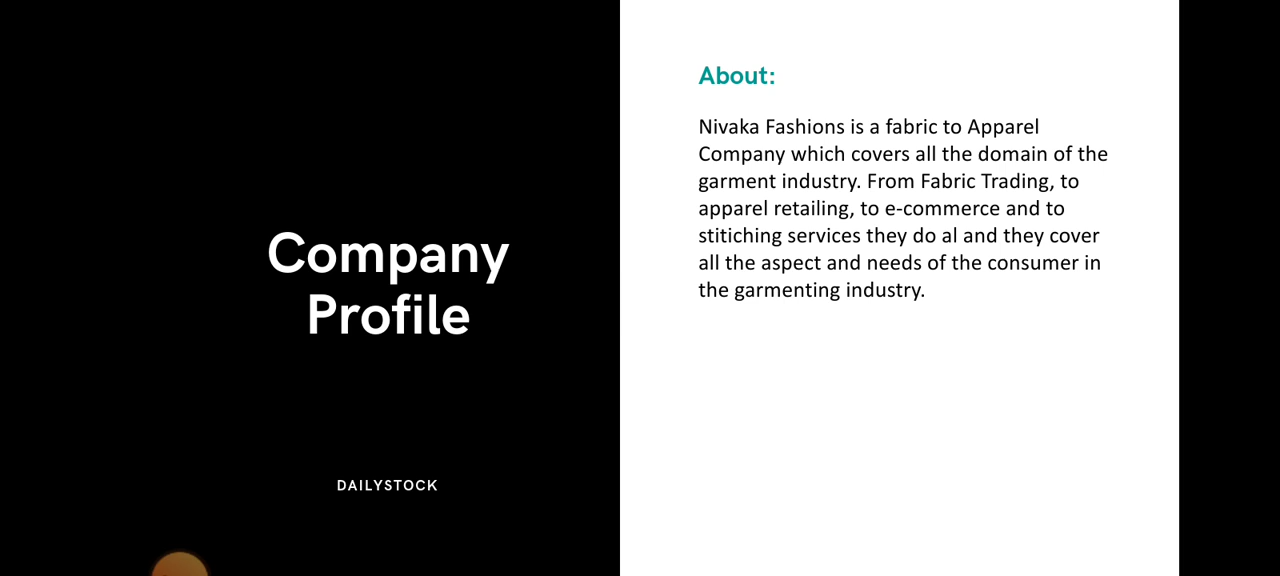 Company
Profile
DAILYSTOCK
About:
Nivaka Fashions is a fabric to Apparel
Company which covers all the domain of the
garment industry. From Fabric Trading, to
apparel retailing, to e-commerce and to
stitiching services they do al and they cover
all the aspect and needs of the consumer in
the garmenting industry.